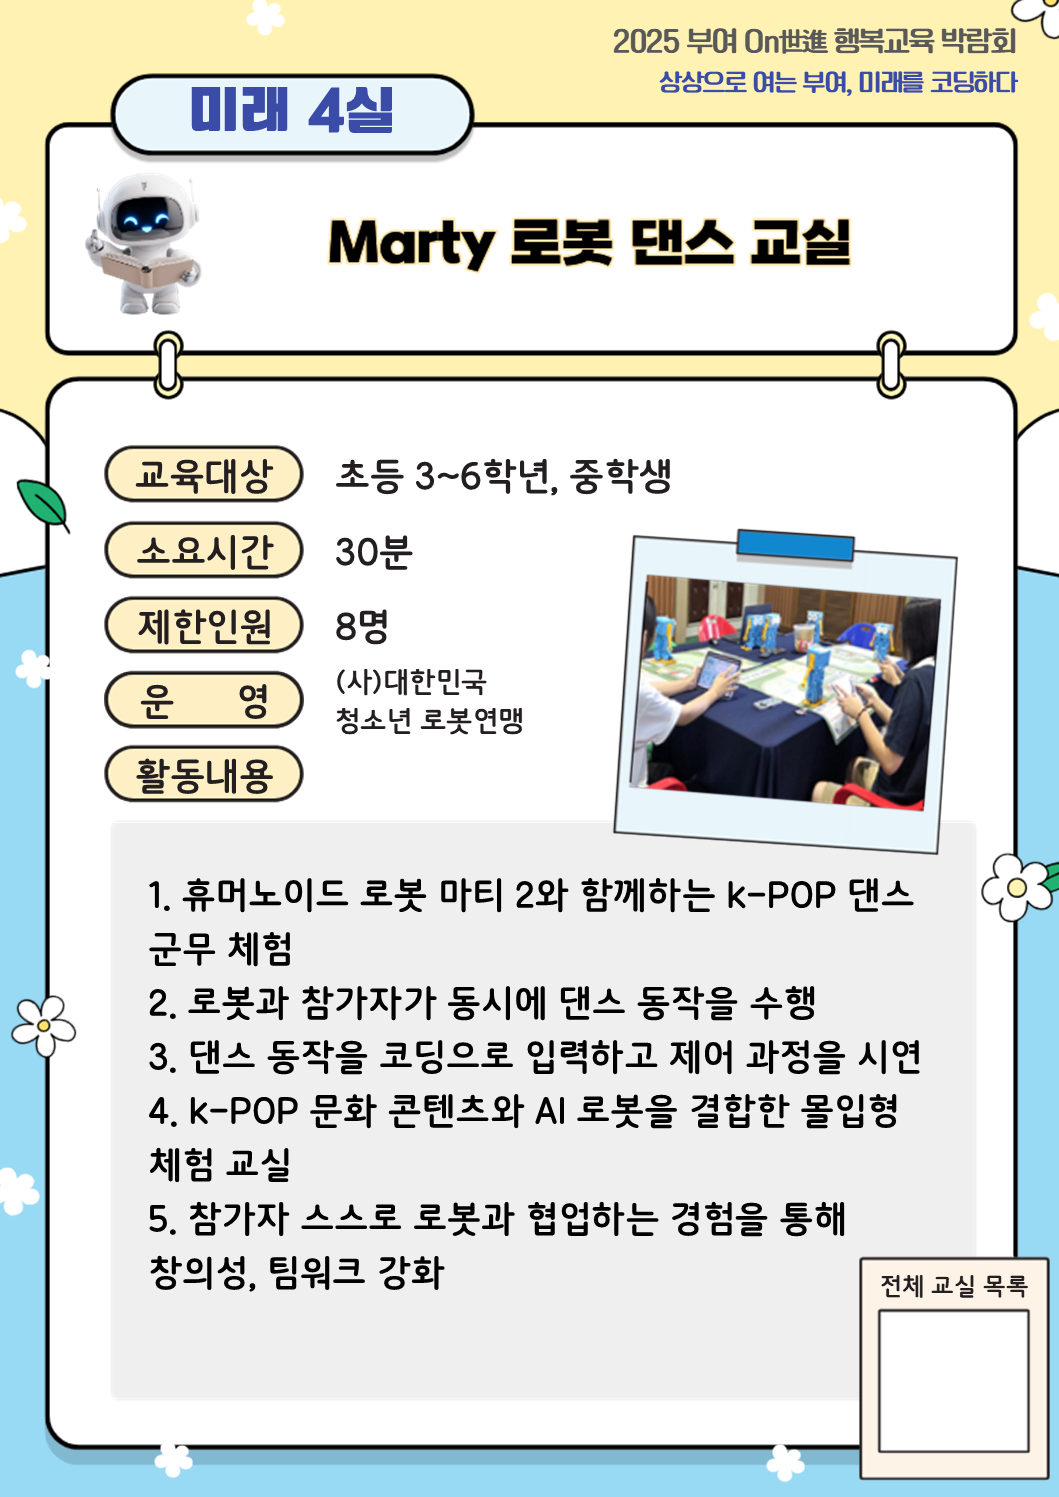 2025 부여 On世進 행복교육 박람회
상상으로 여는 부여, 미래를 코딩하다
미래 4실
Marty 로봇 댄스 교실
교육대상 초등 3~6학년, 중학생
소요시간 30분
제한인원 8명
운 영 (사)대한민국
청소년 로봇연맹
활동내용
1. 휴머노이드 로봇 마티 2와 함께하는 K-POP 댄스
군무 체험
2. 로봇과 참가자가 동시에 댄스 동작을 수행
3. 댄스 동작을 코딩으로 입력하고 제어 과정을 시연
4. K-POP 문화 콘텐츠와 AI 로봇을 결합한 몰입형
체험 교실
5. 참가자 스스로 로봇과 협업하는 경험을 통해
창의성, 팀워크 강화
전체 교실 목록